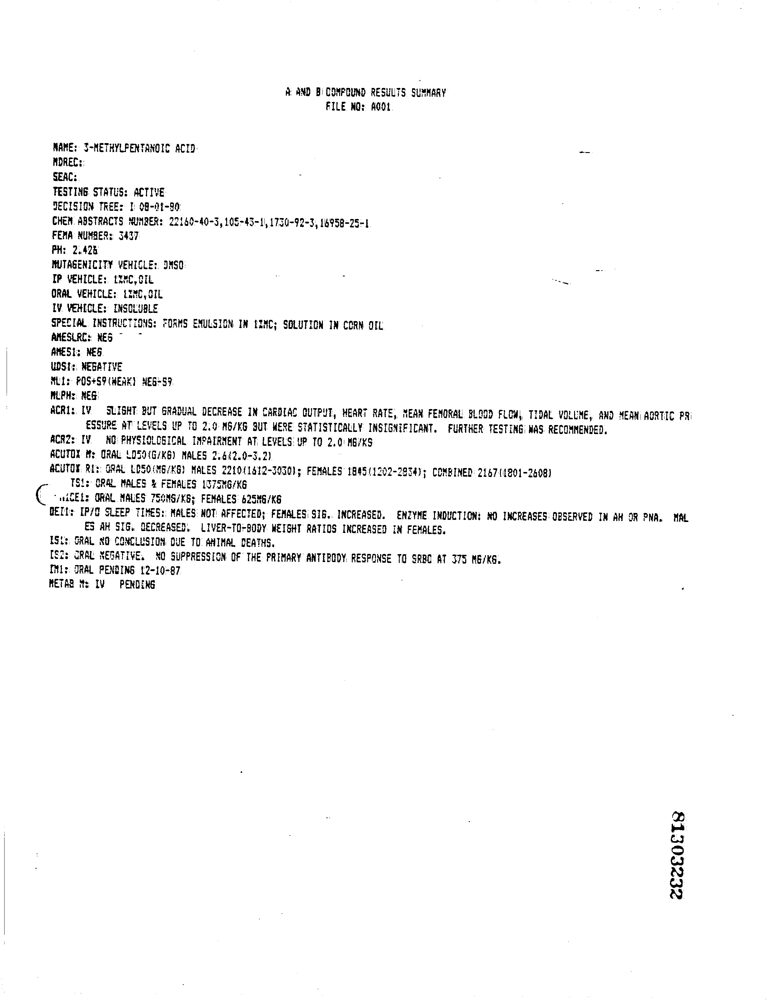 A AND B COMPOUND RESULTS SUMMARY
FILE NO: A001
NAME: 3-METHYLPENTANOIC ACID
MDREC:
SEAC:
TESTING STATUS: ACTIVE
DECISION TREE: I 08-01-80
CHEM ABSTRACTS NUMBER: 22160-40-3,105-43-1,1730-92-3,16958-25-1
FEMA NUMBER: 3437
PH: 2.426
MUTAGENICITY VEHICLE: DMSO
IP VEHICLE: 1%MC,OIL
ORAL VEHICLE: 1%MC,OIL
IV VEHICLE: INSOLUBLE
SPECIAL INSTRUCTIONS: FORMS EMULSION IN 1%MC; SOLUTION IN CORN OIL
AMESLRC: NEG
AMES1: NEG
UDS1: NEGATIVE
ML1: POS+S9(WEAK) NEG-S9
MLPH: NEG
ACR1: IV SLIGHT BUT GRADUAL DECREASE IN CARDIAC OUTPUT, HEART RATE, MEAN FEMORAL BLOOD FLOW, TIDAL VOLUME, AND MEAN AORTIC PR
ESSURE AT LEVELS UP TO 2.0 MG/KG BUT WERE STATISTICALLY INSIGNIFICANT. FURTHER TESTING WAS RECOMMENDED.
ACR2: IV NO PHYSIOLOGICAL IMPAIRMENT AT LEVELS UP TO 2.0 MG/KG
ACUTOX M: ORAL LD50(G/KG) MALES 2.6(2.0-3.2)
ACUTOX R1: ORAL LD50(MG/KG) MALES 2210(1612-3030); FEMALES 1845(1202-2834); COMBINED 2167(1801-2608)
TS1: ORAL MALES & FEMALES 1375MG/KG
ORAL MALES 750MG/KG; FEMALES 625MG/KG
DEI1: IP/O SLEEP TIMES: MALES NOT AFFECTED; FEMALES SIG. INCREASED. ENZYME INDUCTION: NO INCREASES OBSERVED IN AH OR PNA. MAL
ES AH SIG. DECREASED. LIVER-TO-BODY WEIGHT RATIOS INCREASED IN FEMALES.
IS1: ORAL NO CONCLUSION DUE TO ANIMAL DEATHS.
IS2: ORAL NEGATIVE. NO SUPPRESSION OF THE PRIMARY ANTIBODY RESPONSE TO SRBC AT 375 MG/KG.
IM1: ORAL PENDING 12-10-87
METAB M: IV PENDING
81303232